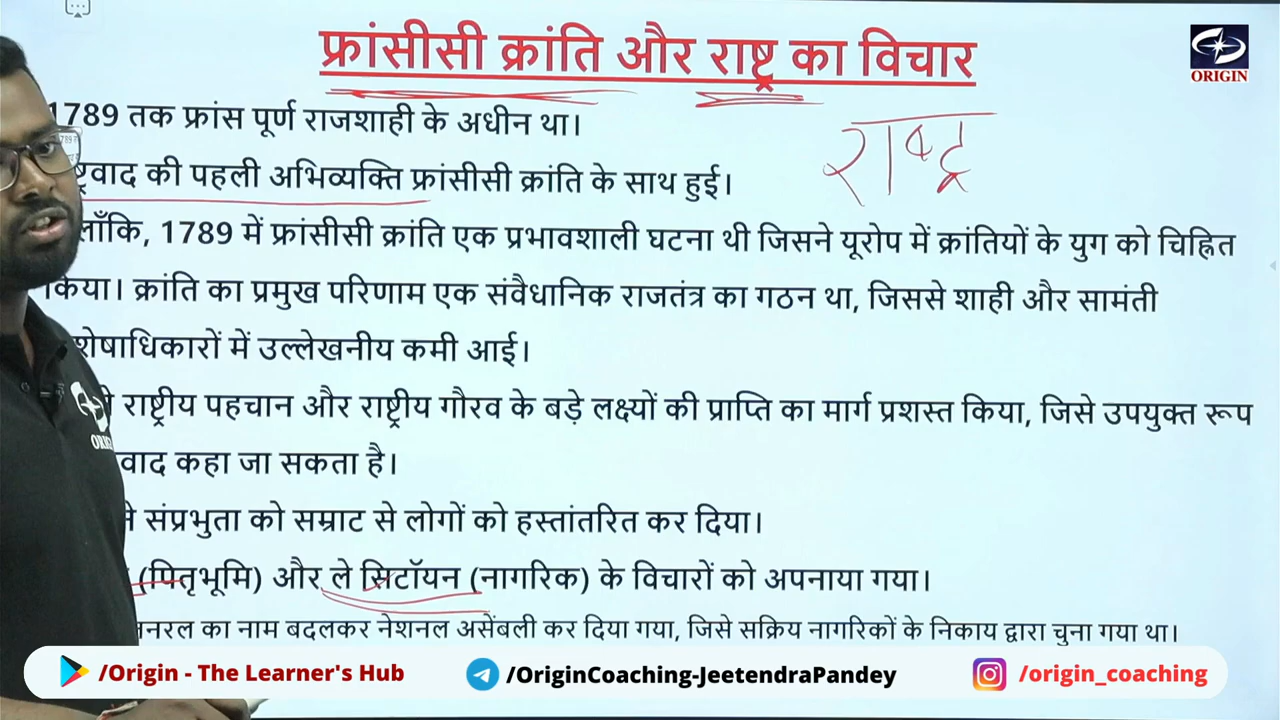 फ्रांसीसी क्रांति और राष्ट्र का विचार
ORIGIN
1789 तक फ्रांस पूर्ण राजशाही के अधीन था।
राष्ट्र
की पहली अभिव्यक्ति फ्रांसीसी क्रांति के साथ हुई।
1789 में फ्रांसीसी क्रांति एक प्रभावशाली घटना थी जिसने यूरोप में क्रांतियों के युग को चिह्नित
किया। क्रांति का प्रमुख परिणाम एक संवैधानिक राजतंत्र का गठन था, जिससे शाही और सामंती
में उल्लेखनीय कमी आई।
राष्ट्रीय पहचान और राष्ट्रीय गौरव के बड़े लक्ष्यों की प्राप्ति का मार्ग प्रशस्त किया, जिसे उपयुक्त रूप
वाद कहा जा सकता है।
संप्रभुता को सम्राट से लोगों को हस्तांतरित कर दिया।
(पितृभूमि) और ले सिटॉयन (नागरिक) के विचारों को अपनाया गया।
का नाम बदलकर नेशनल असेंबली कर दिया गया, जिसे सक्रिय नागरिकों के निकाय द्वारा चुना गया था।
/Origin - The Learner's Hub
/OriginCoaching-JeetendraPandey
/origin_coaching